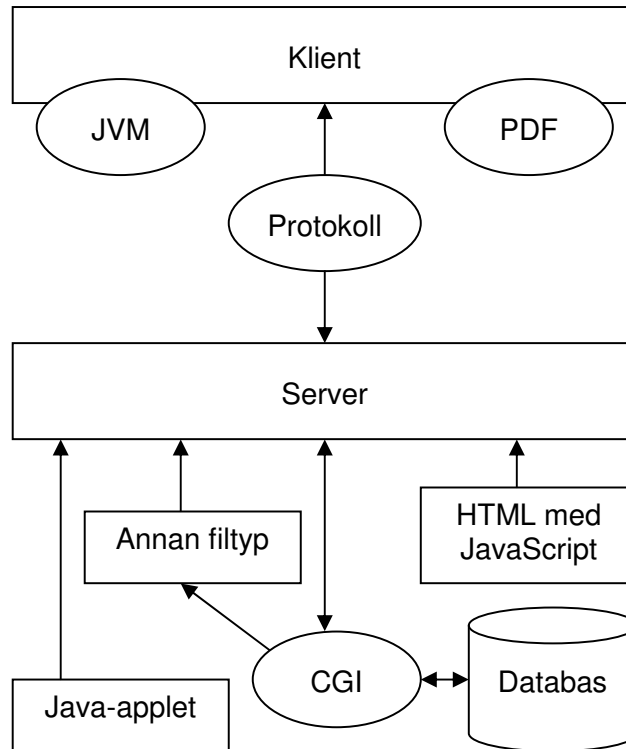 Klient
JVM
PDF
Protokoll
Server
Annan filtyp
HTML med
JavaScript
CGI
Databas
Java-applet